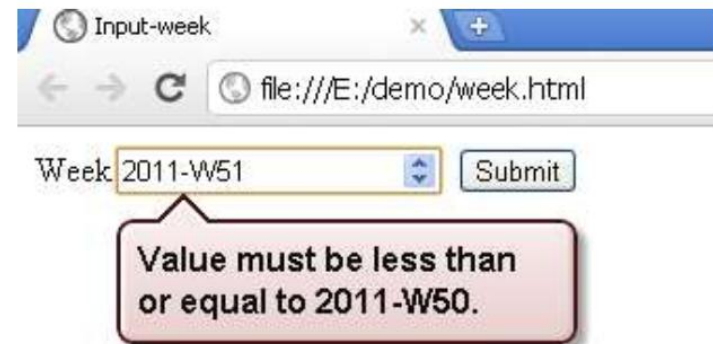 Input-week
file:///E:/demo/week.html
Week 2011-W51 Submit
Value must be less than
or equal to 2011-W50.